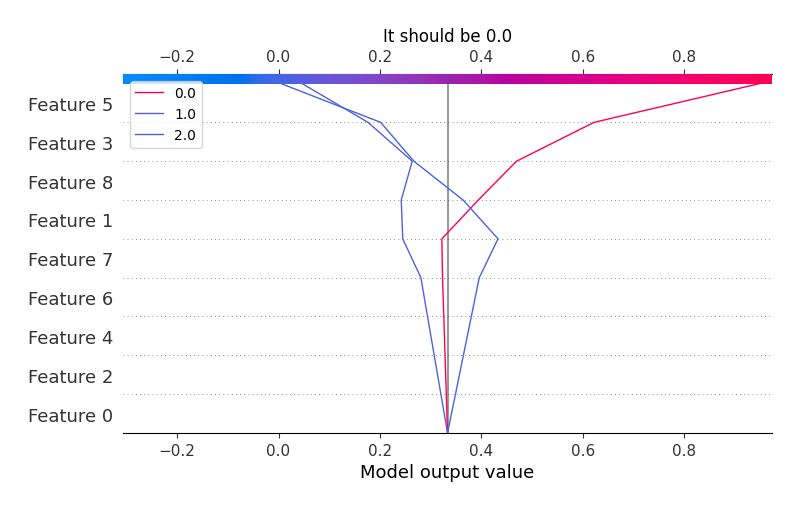 It should be 0.0
−0.2 0.0 0.2 0.4 0.6 0.8
0.0
1.0
2.0
Feature 5
Feature 3
Feature 8
Feature 1
Feature 7
Feature 6
Feature 4
Feature 2
Feature 0
−0.2 0.0 0.2 0.4 0.6 0.8
Model output value